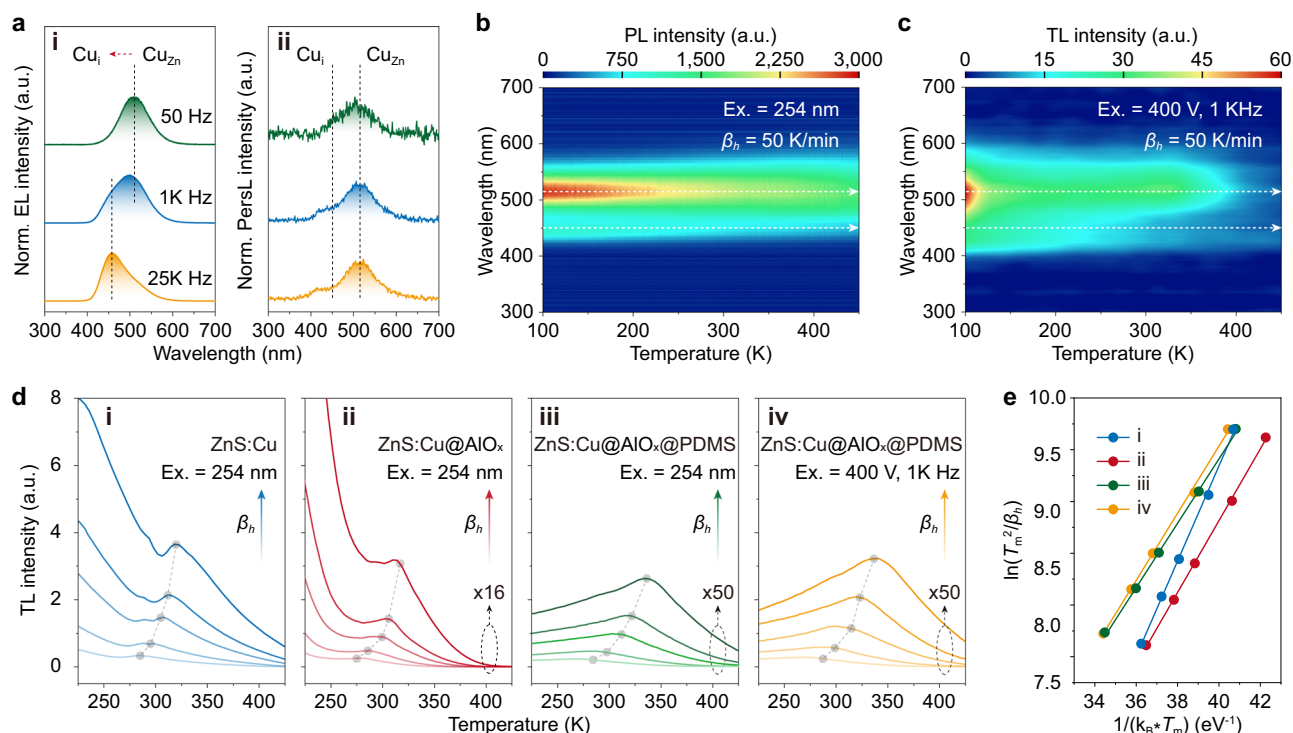 a
i
Cuᵢ
Cu_Zn
50 Hz
1K Hz
25K Hz
Norm. EL intensity (a.u.)
300 400 500 600 700
ii
Cuᵢ
Cu_Zn
Norm. PersL intensity (a.u.)
300 400 500 600 700
Wavelength (nm)
b
PL intensity (a.u.)
0 750 1,500 2,250 3,000
Ex. = 254 nm
βₕ = 50 K/min
Wavelength (nm)
700
600
500
400
300
100 200 300 400
Temperature (K)
c
TL intensity (a.u.)
0 15 30 45 60
Ex. = 400 V, 1 KHz
βₕ = 50 K/min
Wavelength (nm)
700
600
500
400
300
100 200 300 400
Temperature (K)
d
TL intensity (a.u.)
8
6
4
2
0
i
ZnS:Cu
Ex. = 254 nm
βₕ
250 300 350 400
ii
ZnS:Cu@AlOₓ
Ex. = 254 nm
βₕ
x16
250 300 350 400
iii
ZnS:Cu@AlOₓ@PDMS
Ex. = 254 nm
βₕ
x50
250 300 350 400
iv
ZnS:Cu@AlOₓ@PDMS
Ex. = 400 V, 1K Hz
βₕ
x50
250 300 350 400
Temperature (K)
e
ln(Tₘ²/βₕ)
10.0
9.5
9.0
8.5
8.0
7.5
i
ii
iii
iv
34 36 38 40 42
1/(k_B*Tₘ) (eV⁻¹)